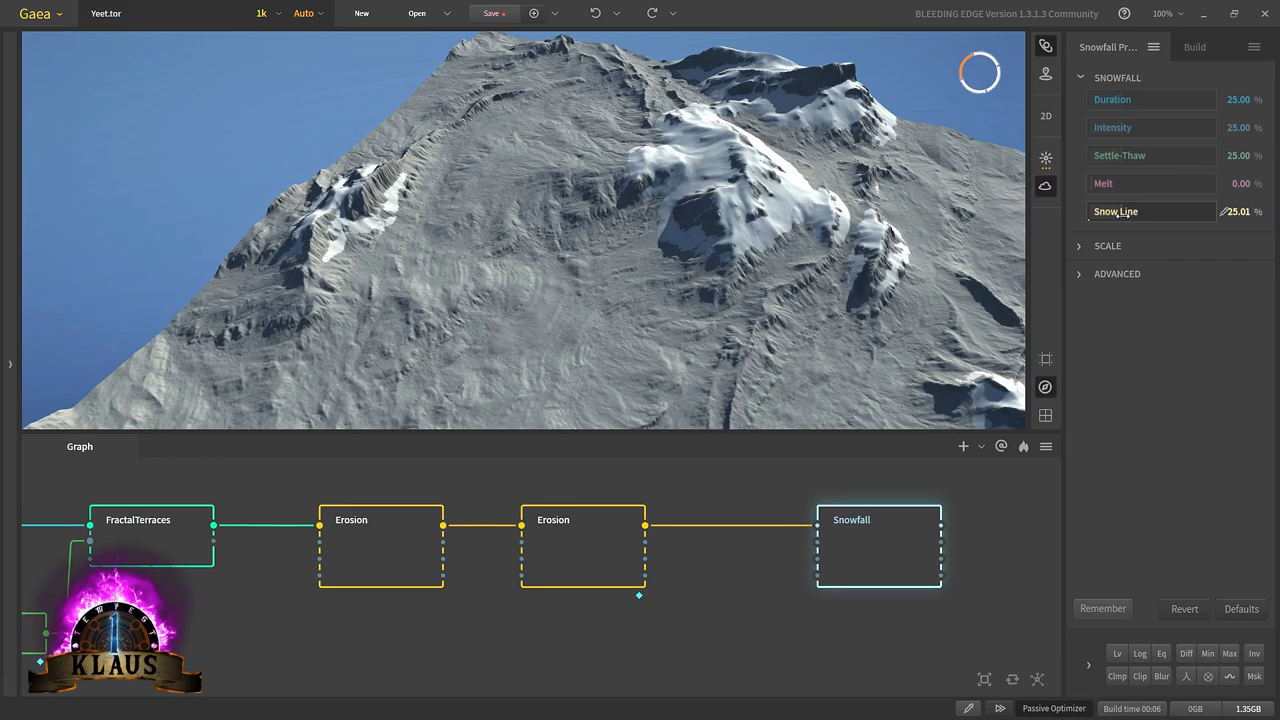 Gaea
Yeet.tor
1k
Auto
New
Open
Save
BLEEDING EDGE Version 1.3.1.3 Community
100%
Snowfall Pr...
Build
SNOWFALL
Duration 25.00 %
Intensity 25.00 %
Settle-Thaw 25.00 %
Melt 0.00 %
Snow Line 25.01 %
SCALE
ADVANCED
2D
Graph
FractalTerraces
Erosion
Erosion
Snowfall
TEMPEST
1
KLAUS
Remember
Revert
Defaults
Lv Log Eq Diff Min Max Inv
Clmp Clip Blur Msk
Passive Optimizer
Build time 00:06
0GB
1.35GB